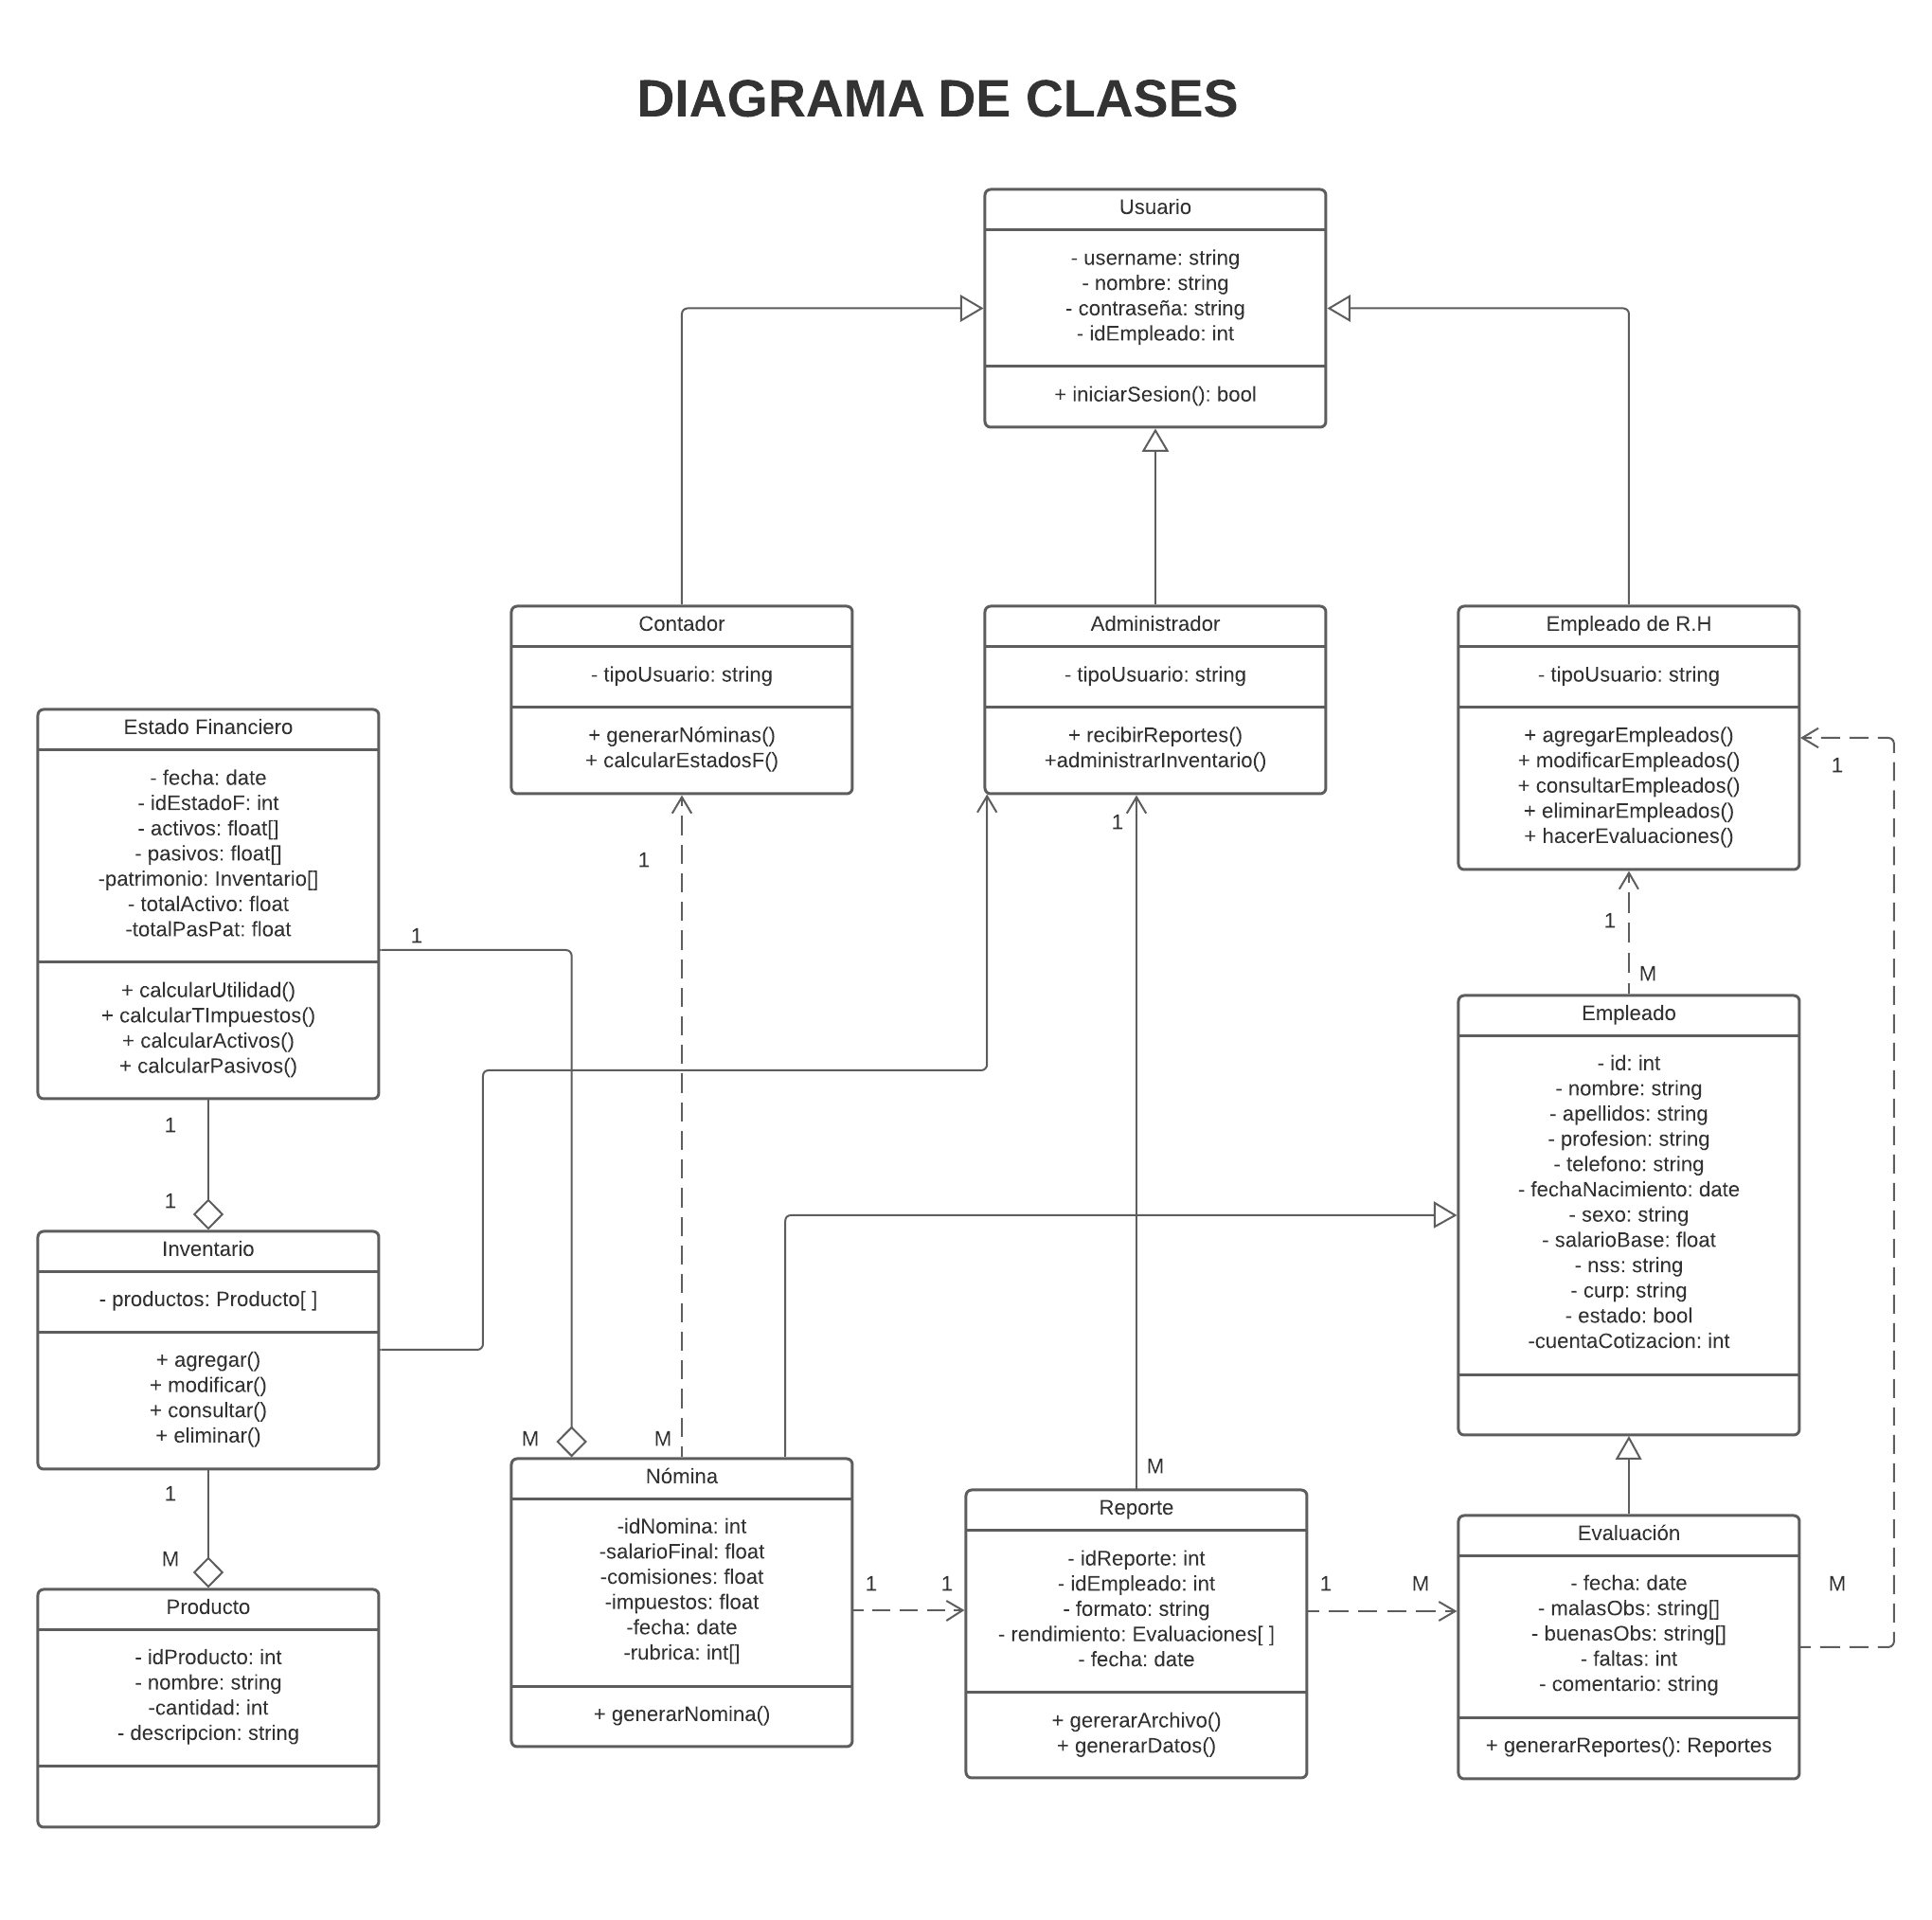 DIAGRAMA DE CLASES
Usuario
- username: string
- nombre: string
- contraseña: string
- idEmpleado: int
+ iniciarSesion(): bool
Contador
- tipoUsuario: string
+ generarNóminas()
+ calcularEstadosF()
1
M
Administrador
- tipoUsuario: string
+ recibirReportes()
+administrarInventario()
1
M
Empleado de R.H
- tipoUsuario: string
+ agregarEmpleados()
+ modificarEmpleados()
+ consultarEmpleados()
+ eliminarEmpleados()
+ hacerEvaluaciones()
1
1
M
Estado Financiero
- fecha: date
- idEstadoF: int
- activos: float[]
- pasivos: float[]
-patrimonio: Inventario[]
- totalActivo: float
-totalPasPat: float
+ calcularUtilidad()
+ calcularTImpuestos()
+ calcularActivos()
+ calcularPasivos()
1
M
1
1
Empleado
- id: int
- nombre: string
- apellidos: string
- profesion: string
- telefono: string
- fechaNacimiento: date
- sexo: string
- salarioBase: float
- nss: string
- curp: string
- estado: bool
-cuentaCotizacion: int
Inventario
- productos: Producto[ ]
+ agregar()
+ modificar()
+ consultar()
+ eliminar()
1
M
Producto
- idProducto: int
- nombre: string
-cantidad: int
- descripcion: string
Nómina
-idNomina: int
-salarioFinal: float
-comisiones: float
-impuestos: float
-fecha: date
-rubrica: int[]
+ generarNomina()
1
1
Reporte
- idReporte: int
- idEmpleado: int
- formato: string
- rendimiento: Evaluaciones[ ]
- fecha: date
+ gererarArchivo()
+ generarDatos()
1
M
Evaluación
- fecha: date
- malasObs: string[]
- buenasObs: string[]
- faltas: int
- comentario: string
+ generarReportes(): Reportes
M